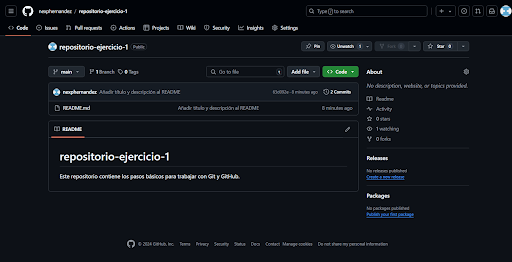 nexphernandez / repositorio-ejercicio-1
Type / to search
Code Issues Pull requests Actions Projects Wiki Security Insights Settings
repositorio-ejercicio-1 Public
Pin Unwatch 1 Fork 0 Star 0
main 1 Branch 0 Tags
Go to file t Add file Code
nexphernandez Añadir título y descripción al README
8 minutes ago 2 Commits
README.md Añadir título y descripción al README 8 minutes ago
README
repositorio-ejercicio-1
Este repositorio contiene los pasos básicos para trabajar con Git y GitHub.
About
No description, website, or topics provided.
Readme
Activity
0 stars
1 watching
0 forks
Releases
No releases published
Create a new release
Packages
No packages published
Publish your first package
© 2024 GitHub, Inc. Terms Privacy Security Status Docs Contact Manage cookies Do not share my personal information